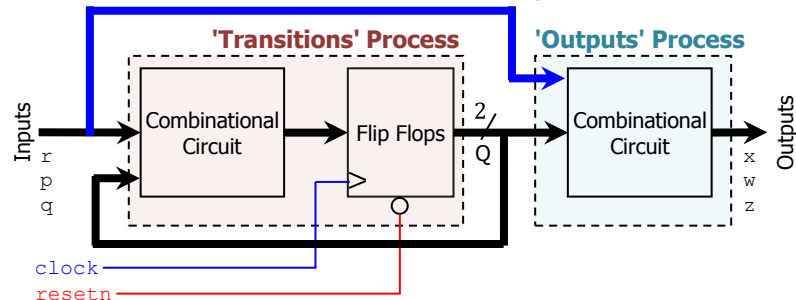 'Transitions' Process
'Outputs' Process
Inputs
r
p
q
Combinational
Circuit
Flip Flops
2
Q
Combinational
Circuit
Outputs
x
w
z
clock
resetn